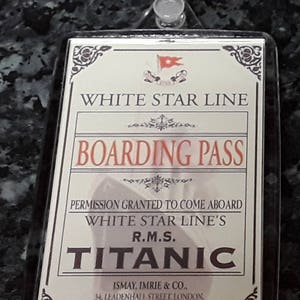 WHITE STAR LINE
BOARDING PASS
PERMISSION GRANTED TO COME ABOARD
WHITE STAR LINE'S
R.M.S.
TITANIC
ISMAY, IMRIE & CO.,
34, LEADENHALL STREET, LONDON,